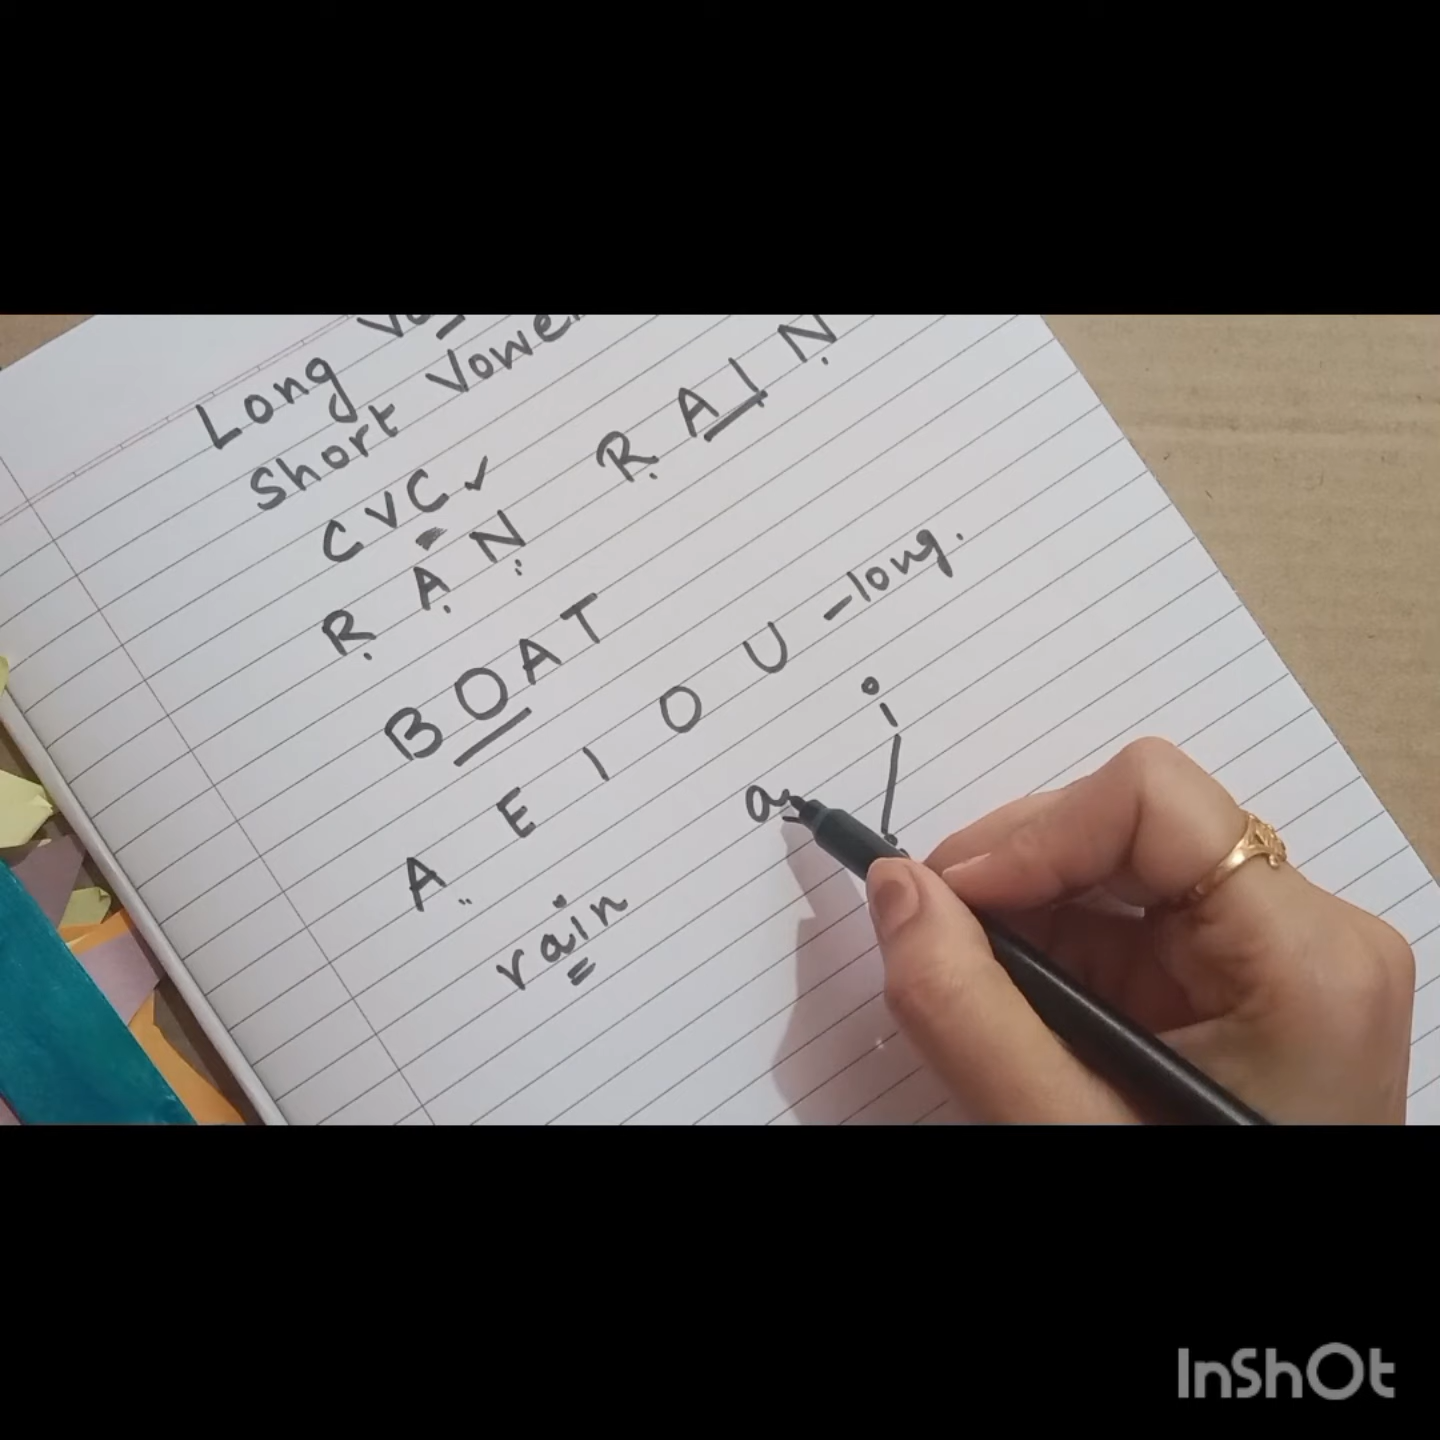 Long
Short Vowel
CVC ✓
RAN RAIN
BOAT
A E I O U - long.
i
a
rain
InShOt